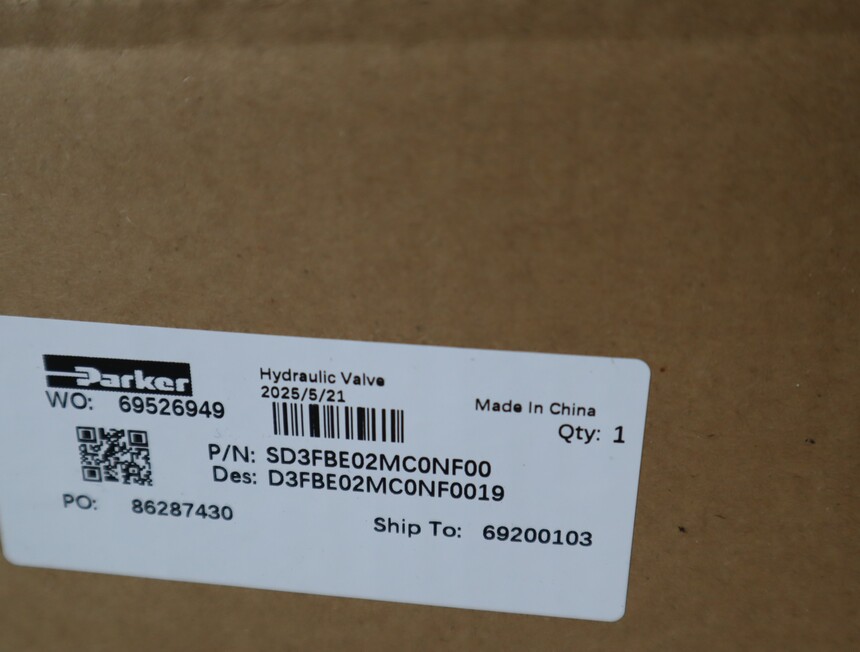 Parker
Hydraulic Valve
2025/5/21
Made In China
WO: 69526949
Qty: 1
P/N: SD3FBE02MC0NF00
Des: D3FBE02MC0NF0019
PO: 86287430
Ship To: 69200103